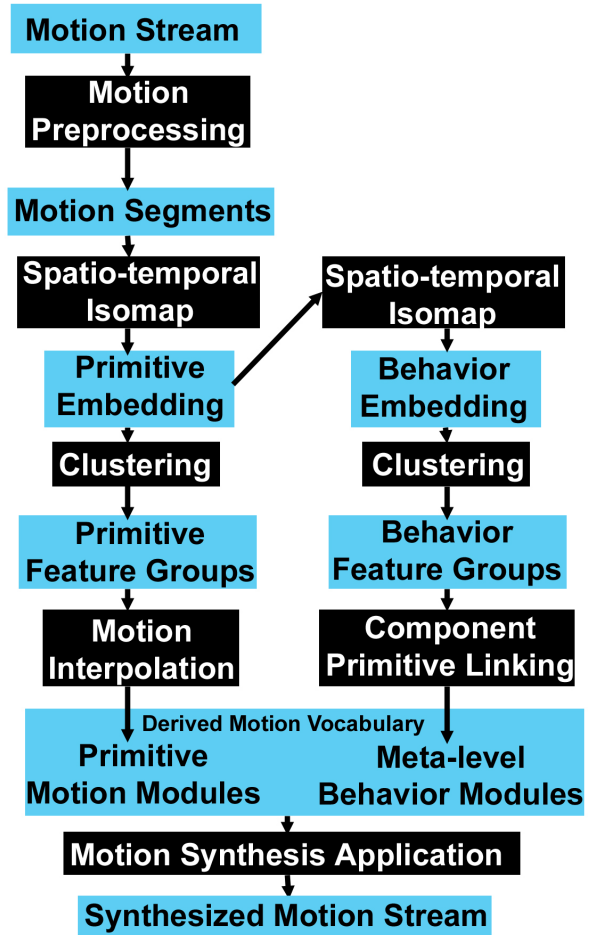 Motion Stream
Motion
Preprocessing
Motion Segments
Spatio-temporal
Isomap
Primitive
Embedding
Clustering
Primitive
Feature Groups
Motion
Interpolation
Spatio-temporal
Isomap
Behavior
Embedding
Clustering
Behavior
Feature Groups
Component
Primitive Linking
Derived Motion Vocabulary
Primitive
Motion Modules
Meta-level
Behavior Modules
Motion Synthesis Application
Synthesized Motion Stream